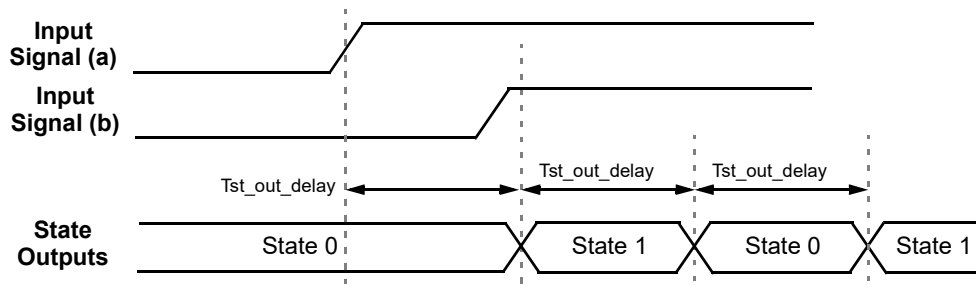 Input
Signal (a)
Input
Signal (b)
Tst_out_delay
Tst_out_delay
Tst_out_delay
State
Outputs
State 0
State 1
State 0
State 1